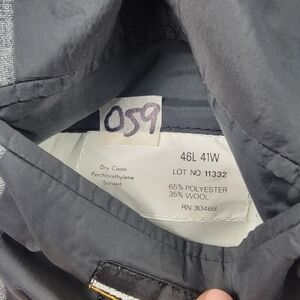 059
46L 41W
LOT NO 11332
Dry Clean
Perchlorethylene
Solvent
65% POLYESTER
35% WOOL
RN 30468